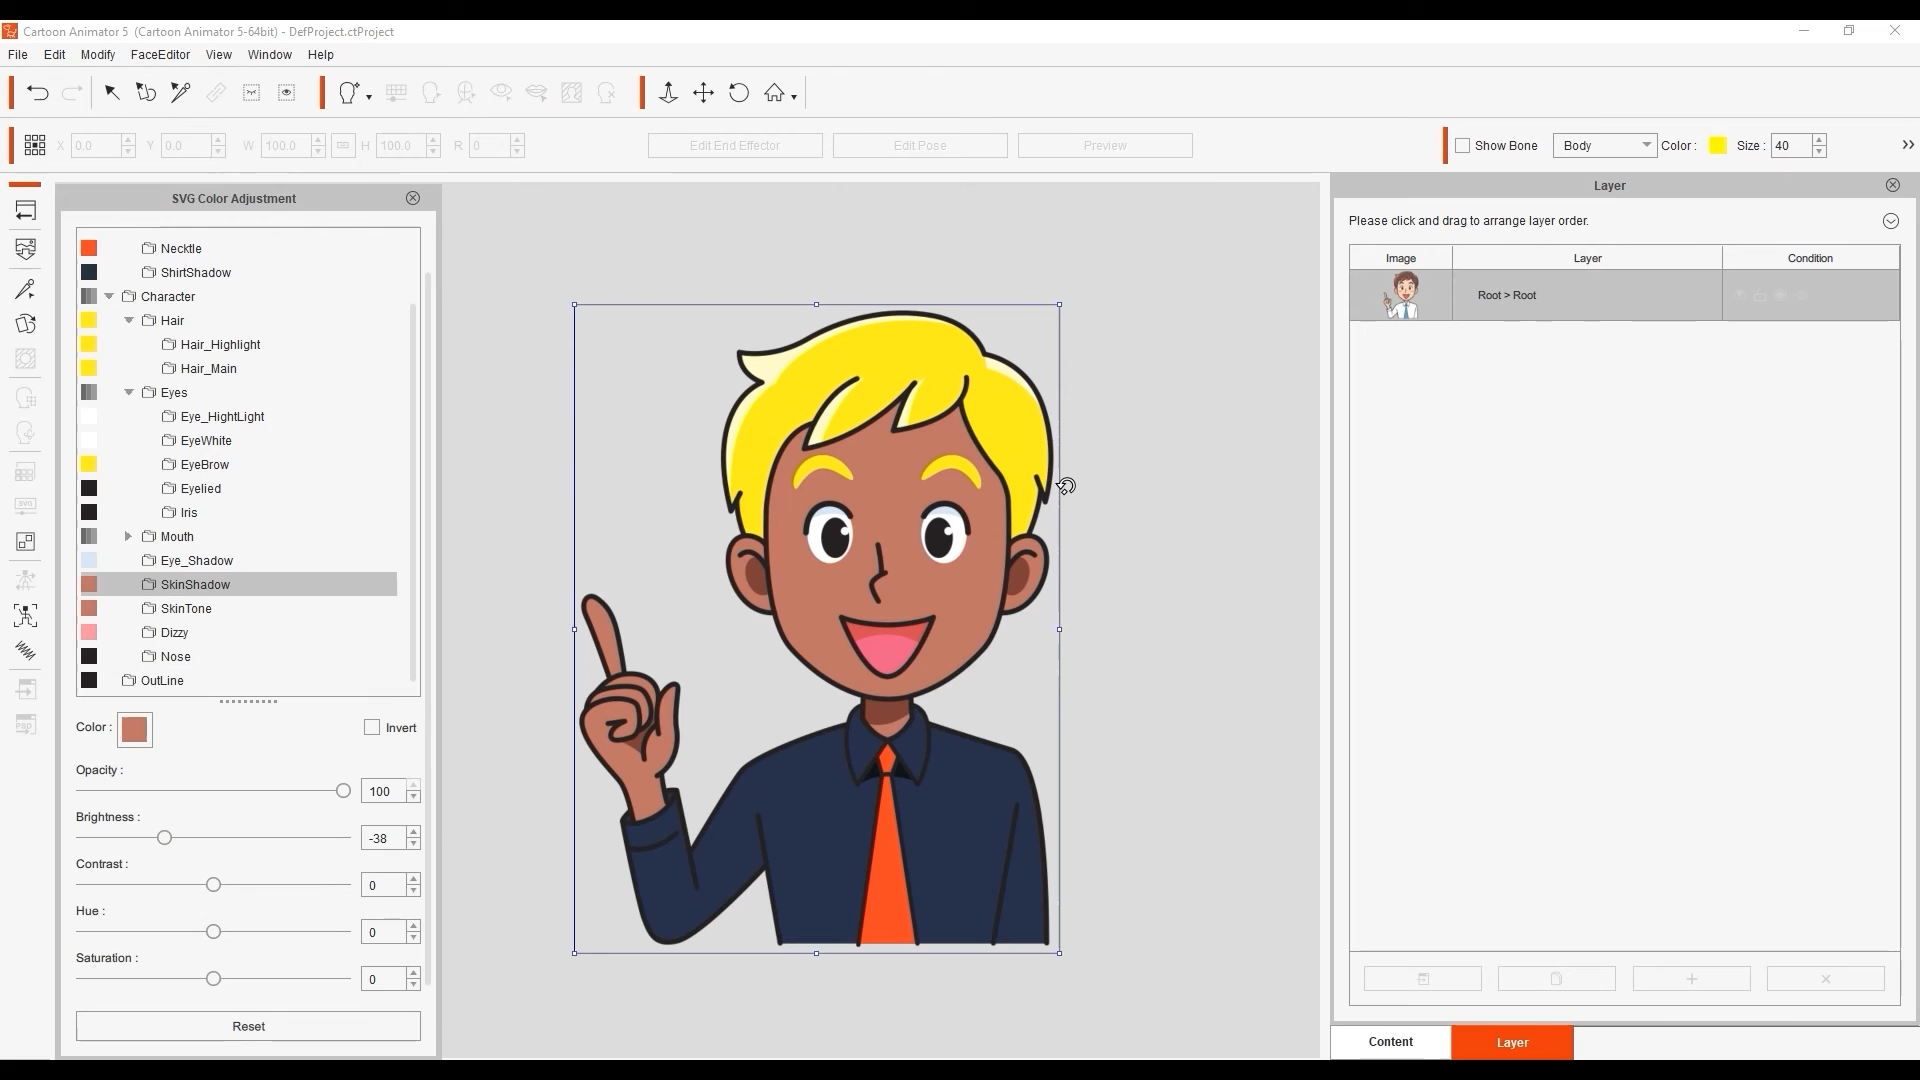 Cartoon Animator 5 (Cartoon Animator 5-64bit) - DefProject.ctProject
File Edit Modify FaceEditor View Window Help
X 0.0 Y 0.0 W 100.0 H 100.0 R 0 Edit End Effector Edit Pose Preview Show Bone Body Color : Size : 40
SVG Color Adjustment
Necktle
ShirtShadow
Character
Hair
Hair_Highlight
Hair_Main
Eyes
Eye_HightLight
EyeWhite
EyeBrow
Eyelied
Iris
Mouth
Eye_Shadow
SkinShadow
SkinTone
Dizzy
Nose
OutLine
Color : Invert
Opacity :
100
Brightness :
-38
Contrast :
0
Hue :
0
Saturation :
0
Reset
Layer
Please click and drag to arrange layer order.
Image Layer Condition
Root > Root
Content Layer
SVG
PSD